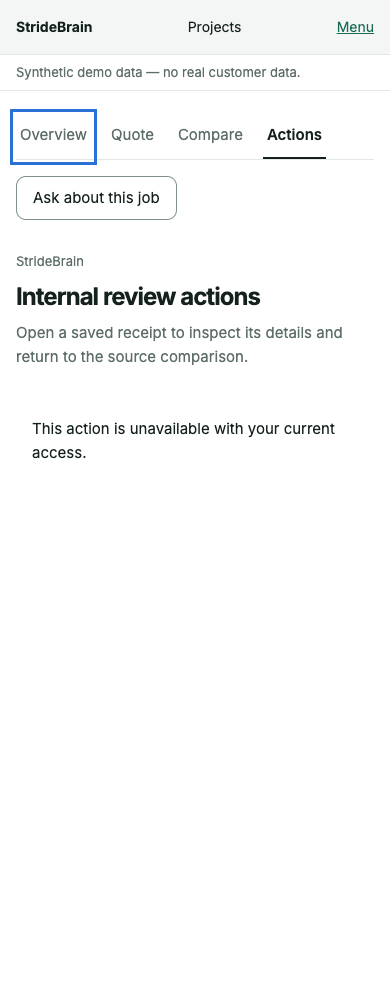 StrideBrain Projects Menu
Synthetic demo data — no real customer data.
Overview Quote Compare Actions
Ask about this job
StrideBrain
Internal review actions
Open a saved receipt to inspect its details and
return to the source comparison.
This action is unavailable with your current
access.